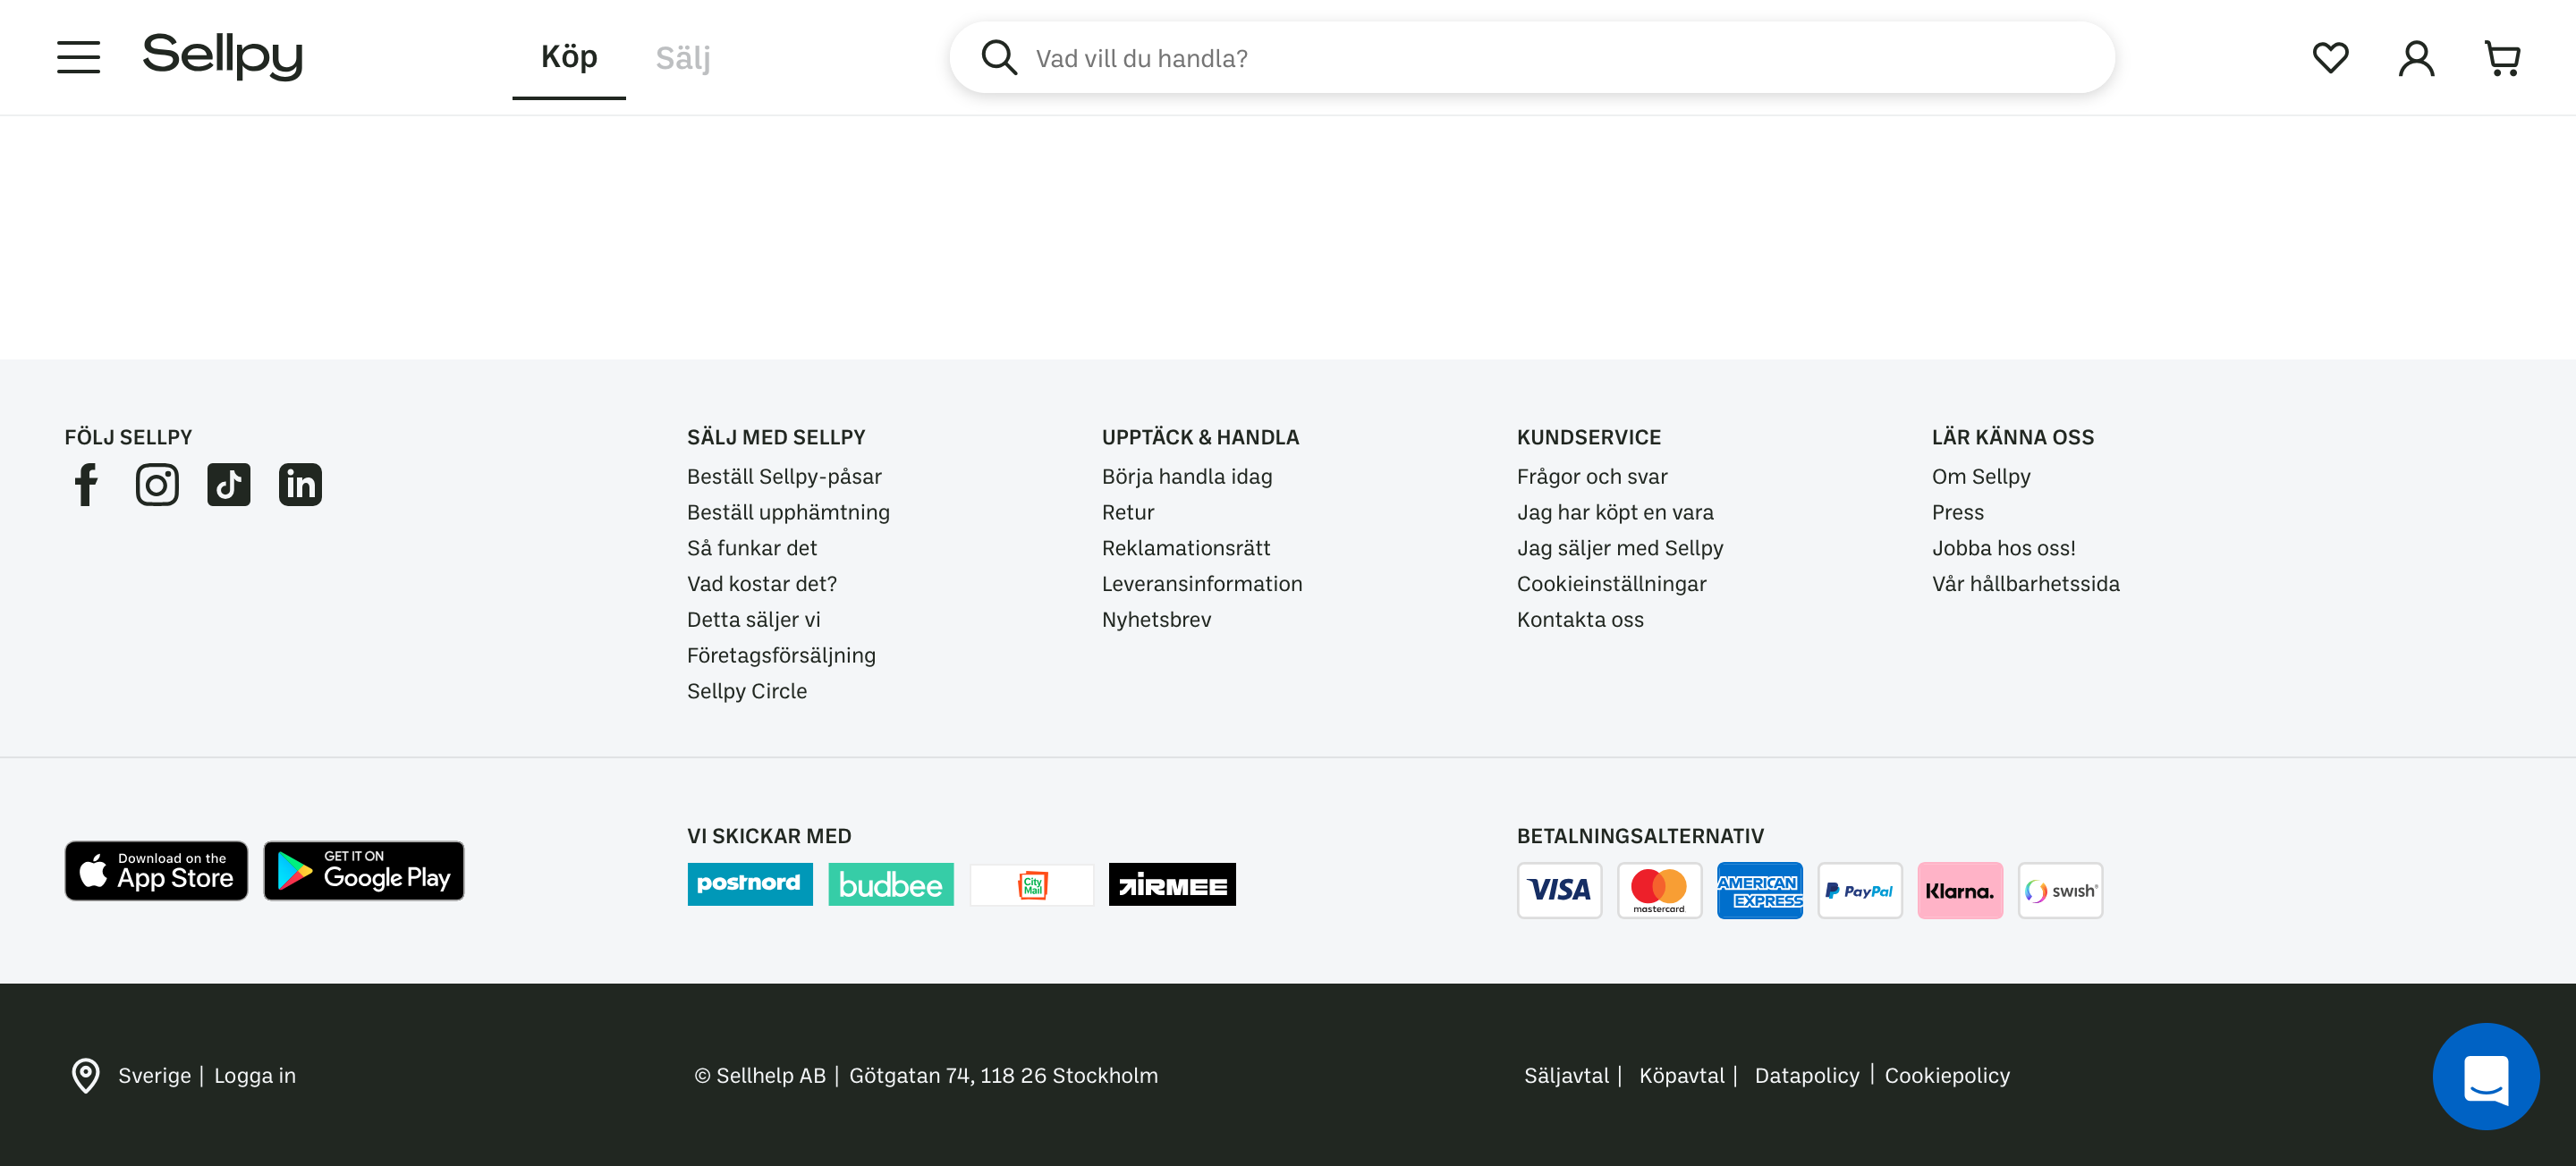 Sellpy
Köp
Sälj
Vad vill du handla?
FÖLJ SELLPY
in
SÄLJ MED SELLPY
Beställ Sellpy-påsar
Beställ upphämtning
Så funkar det
Vad kostar det?
Detta säljer vi
Företagsförsäljning
Sellpy Circle
UPPTÄCK & HANDLA
Börja handla idag
Retur
Reklamationsrätt
Leveransinformation
Nyhetsbrev
KUNDSERVICE
Frågor och svar
Jag har köpt en vara
Jag säljer med Sellpy
Cookieinställningar
Kontakta oss
LÄR KÄNNA OSS
Om Sellpy
Press
Jobba hos oss!
Vår hållbarhetssida
Download on the
App Store
GET IT ON
Google Play
VI SKICKAR MED
postnord
budbee
City
Mail
AIRMEE
BETALNINGSALTERNATIV
VISA
mastercard
AMERICAN
EXPRESS
PayPal
Klarna.
swish®
Sverige | Logga in
© Sellhelp AB | Götgatan 74, 118 26 Stockholm
Säljavtal | Köpavtal | Datapolicy | Cookiepolicy